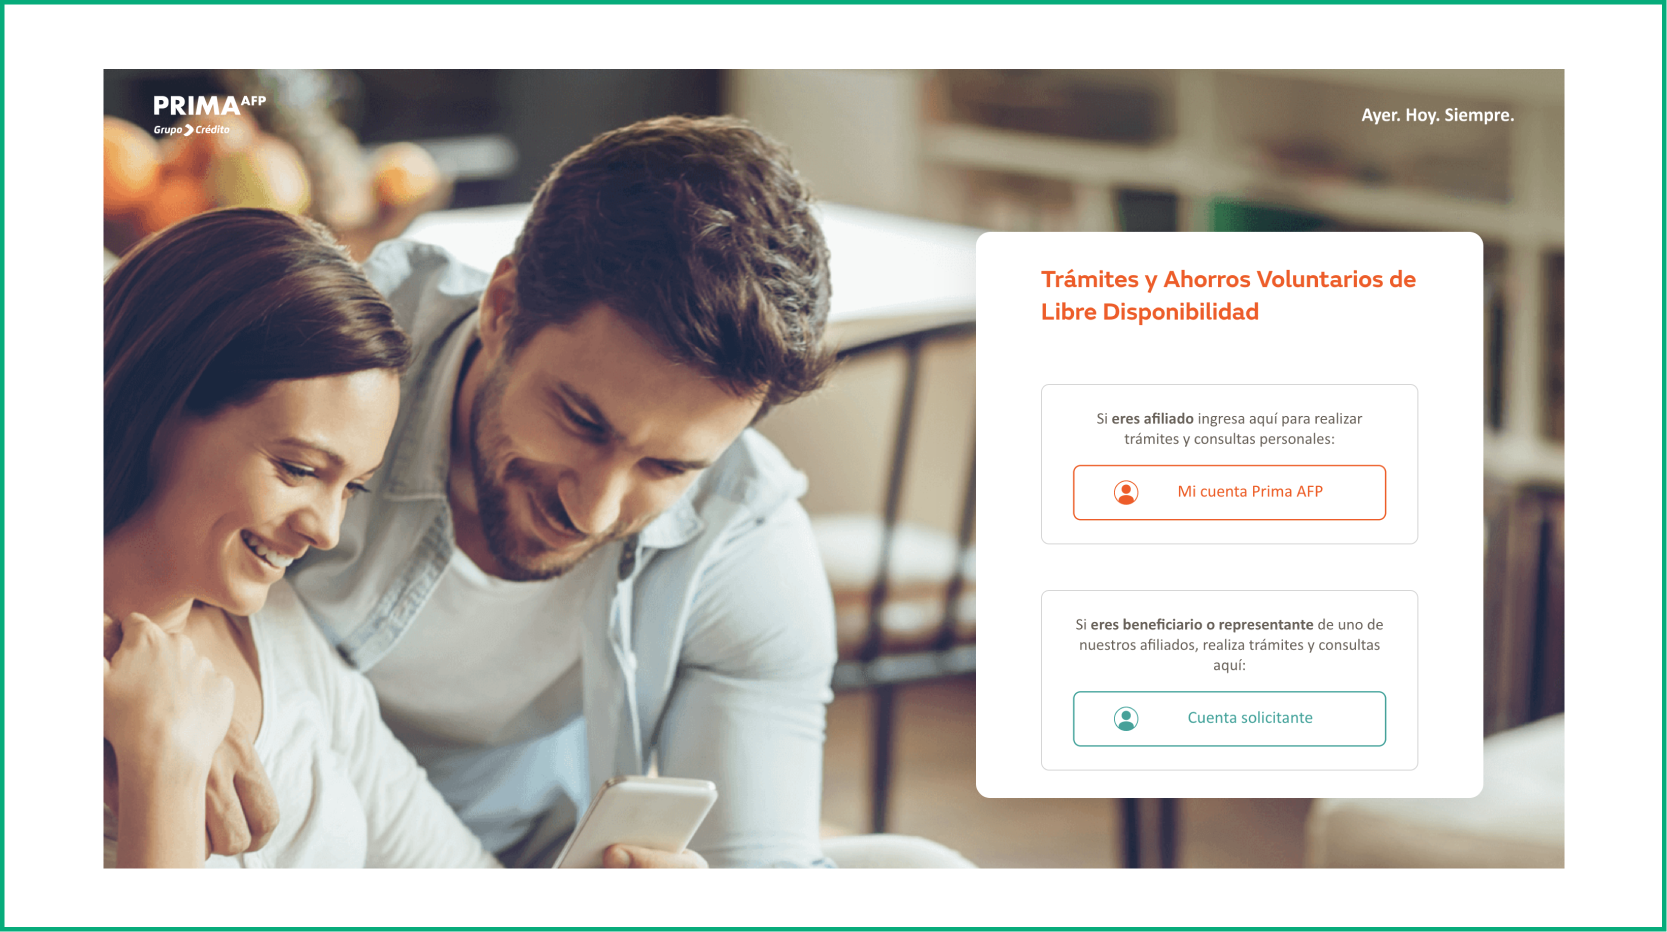 PRIMA AFP
Grupo Crédito
Ayer. Hoy. Siempre.
Trámites y Ahorros Voluntarios de
Libre Disponibilidad
Si eres afiliado ingresa aquí para realizar
trámites y consultas personales:
Mi cuenta Prima AFP
Si eres beneficiario o representante de uno de
nuestros afiliados, realiza trámites y consultas
aquí:
Cuenta solicitante